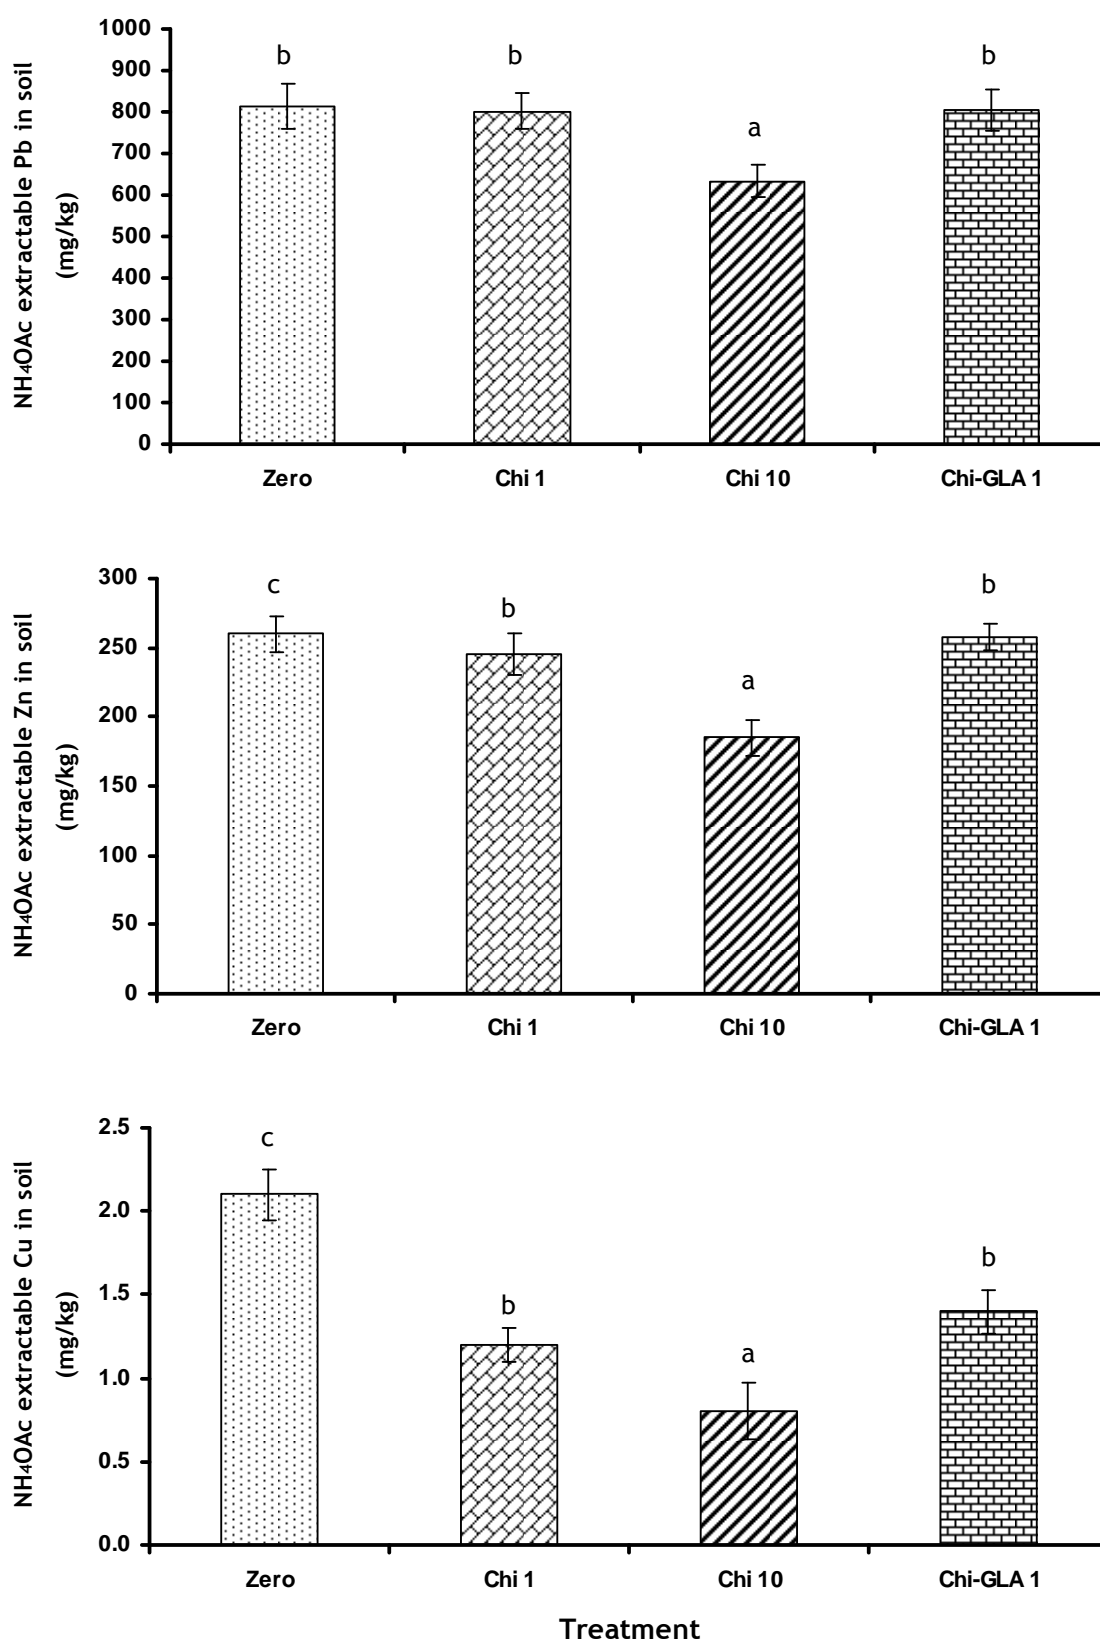 NH4OAc extractable Pb in soil
(mg/kg)
1000
900
800
700
600
500
400
300
200
100
0
b
b
a
b
Zero
Chi 1
Chi 10
Chi-GLA 1
NH4OAc extractable Zn in soil
(mg/kg)
300
250
200
150
100
50
0
c
b
a
b
Zero
Chi 1
Chi 10
Chi-GLA 1
NH4OAc extractable Cu in soil
(mg/kg)
2.5
2.0
1.5
1.0
0.5
0.0
c
b
a
b
Zero
Chi 1
Chi 10
Chi-GLA 1
Treatment